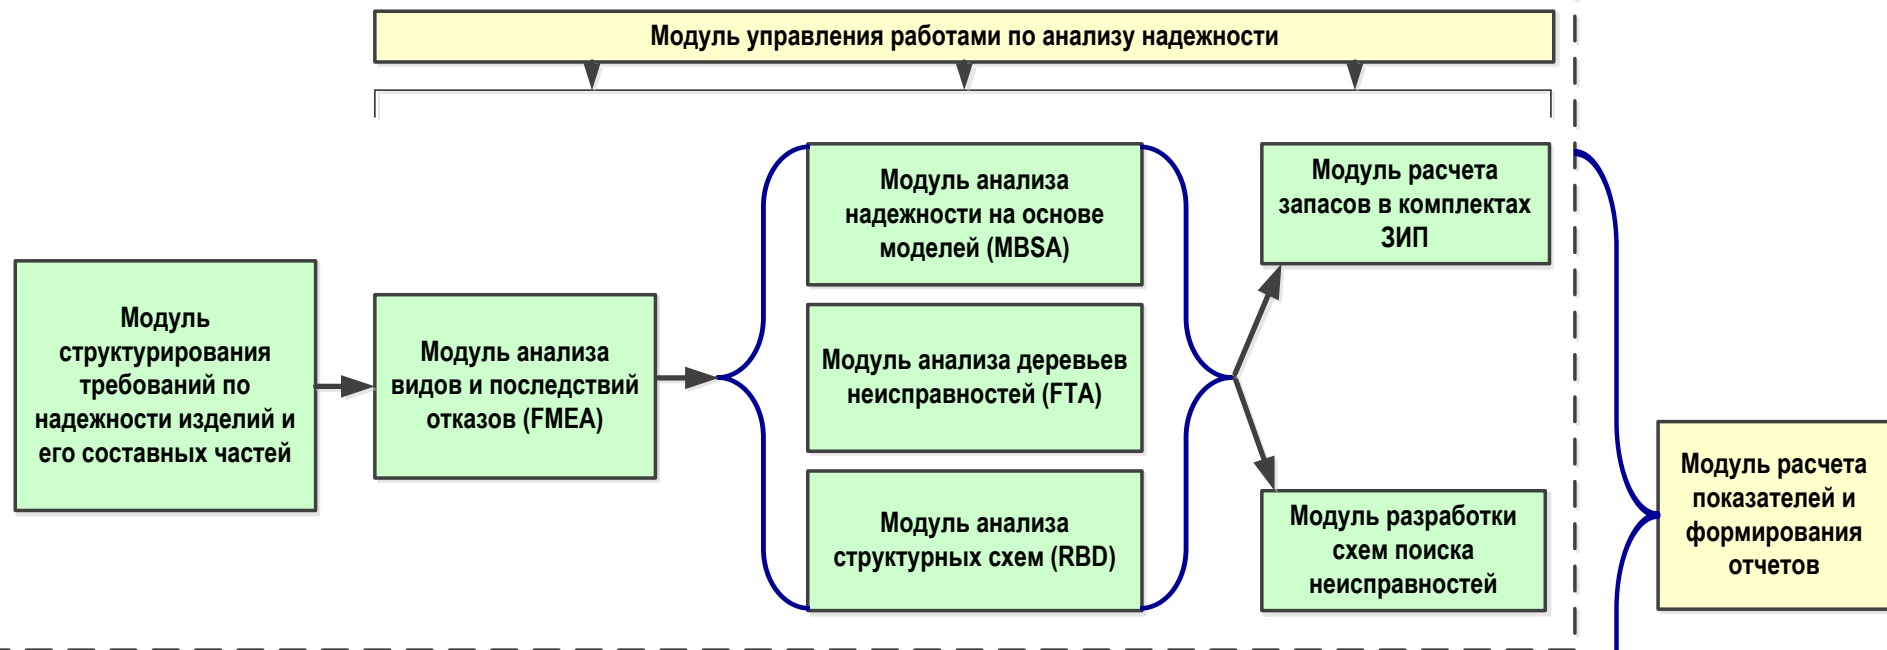 Модуль управления работами по анализу надежности
Модуль
структурирования
требований по
надежности изделий и
его составных частей
Модуль анализа
видов и последствий
отказов (FMEA)
Модуль анализа
надежности на основе
моделей (MBSA)
Модуль анализа деревьев
неисправностей (FTA)
Модуль анализа
структурных схем (RBD)
Модуль расчета
запасов в комплектах
ЗИП
Модуль разработки
схем поиска
неисправностей
Модуль расчета
показателей и
формирования
отчетов